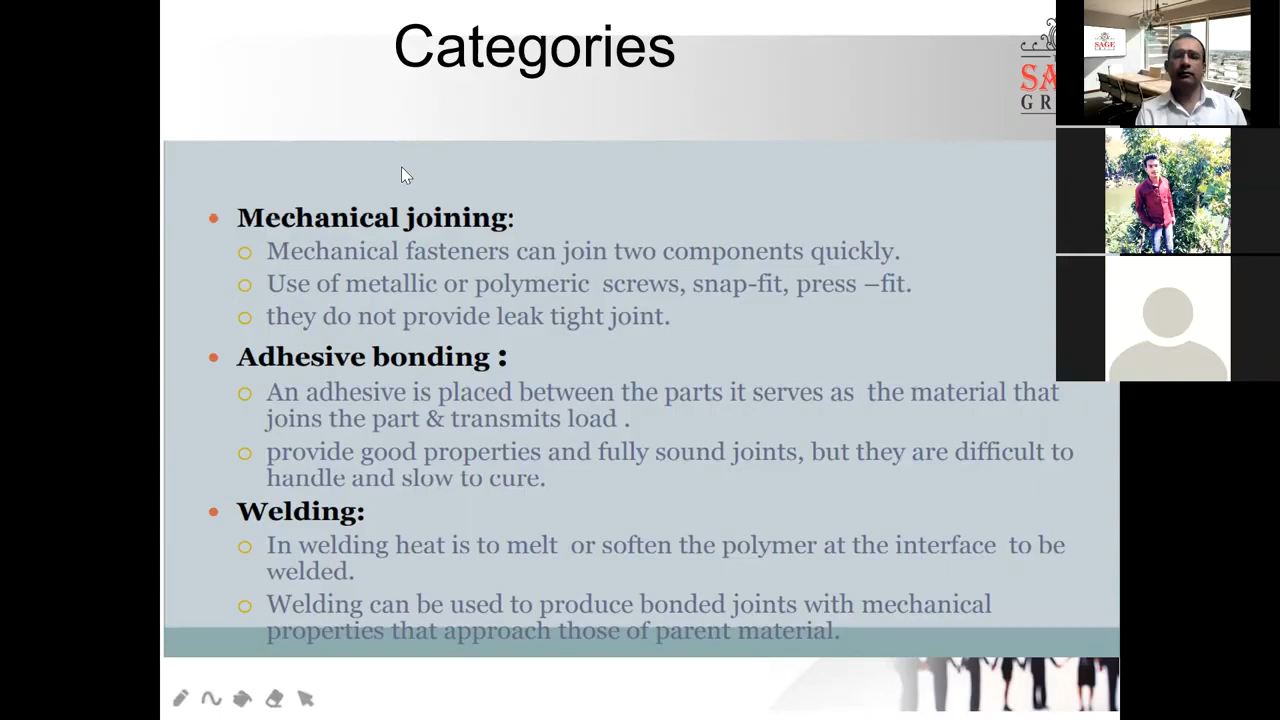 Categories
SA
GR
SAGE
Mechanical joining:
Mechanical fasteners can join two components quickly.
Use of metallic or polymeric screws, snap-fit, press –fit.
they do not provide leak tight joint.
Adhesive bonding :
An adhesive is placed between the parts it serves as the material that
joins the part & transmits load .
provide good properties and fully sound joints, but they are difficult to
handle and slow to cure.
Welding:
In welding heat is to melt or soften the polymer at the interface to be
welded.
Welding can be used to produce bonded joints with mechanical
properties that approach those of parent material.